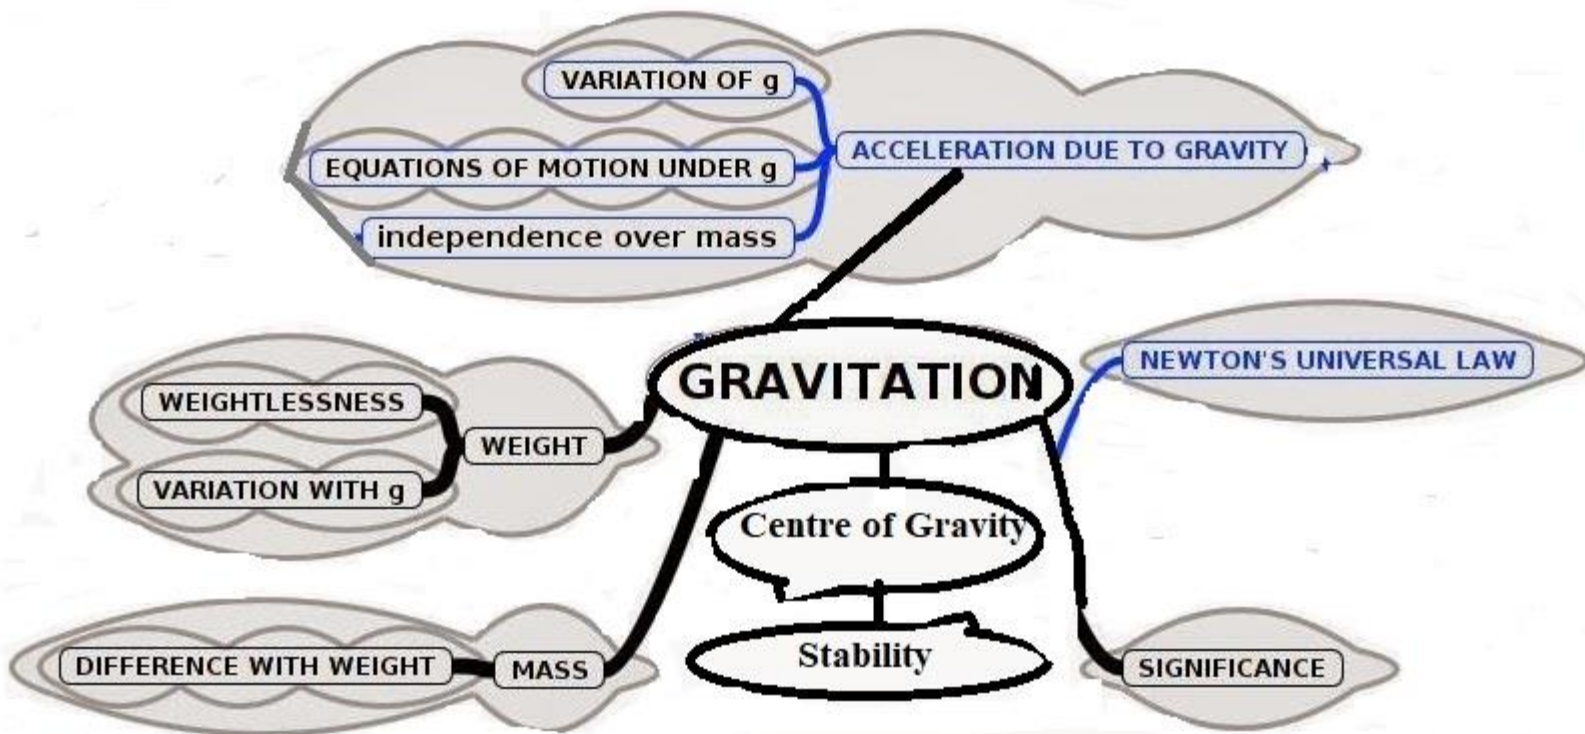 VARIATION OF g
ACCELERATION DUE TO GRAVITY
EQUATIONS OF MOTION UNDER g
independence over mass
GRAVITATION
NEWTON'S UNIVERSAL LAW
WEIGHTLESSNESS
WEIGHT
VARIATION WITH g
Centre of Gravity
Stability
DIFFERENCE WITH WEIGHT
MASS
SIGNIFICANCE